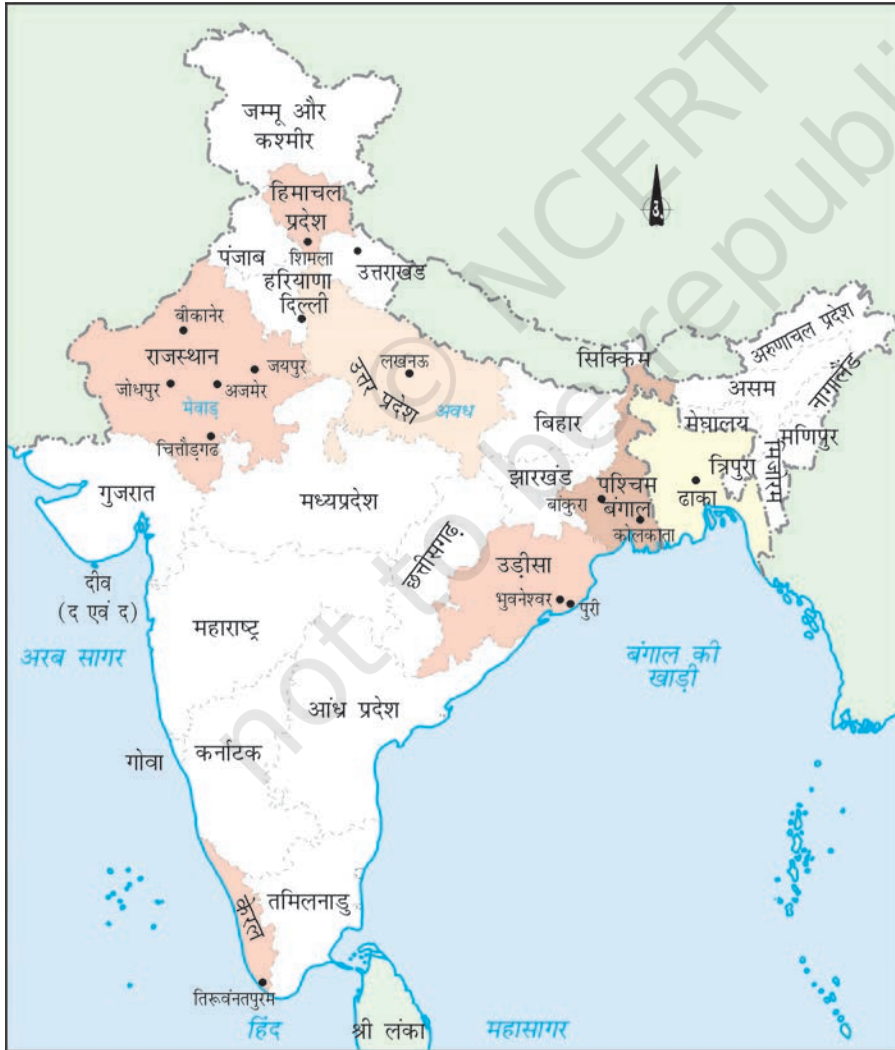 © NCERT
not to be republi
जम्मू और
कश्मीर
हिमाचल
प्रदेश
शिमला
पंजाब
उत्तराखंड
हरियाणा
दिल्ली
बीकानेर
राजस्थान
जयपुर
जोधपुर
अजमेर
मेवाड़
चित्तौड़गढ
लखनऊ
उत्तर प्रदेश
अवध
सिक्किम
अरुणाचल प्रदेश
असम
नागालैंड
मेघालय
मणिपुर
बिहार
मिज़ोरम
त्रिपुरा
झारखंड
पश्चिम
बंगाल
बांकुरा
कोलकाता
ढाका
गुजरात
मध्यप्रदेश
छत्तीसगढ़
उड़ीसा
भुवनेश्वर
पुरी
दीव
(द एवं द)
महाराष्ट्र
अरब सागर
बंगाल की
खाड़ी
आंध्र प्रदेश
गोवा
कर्नाटक
केरल
तमिलनाडु
तिरूवंनतपुरम
हिंद
श्री लंका
महासागर